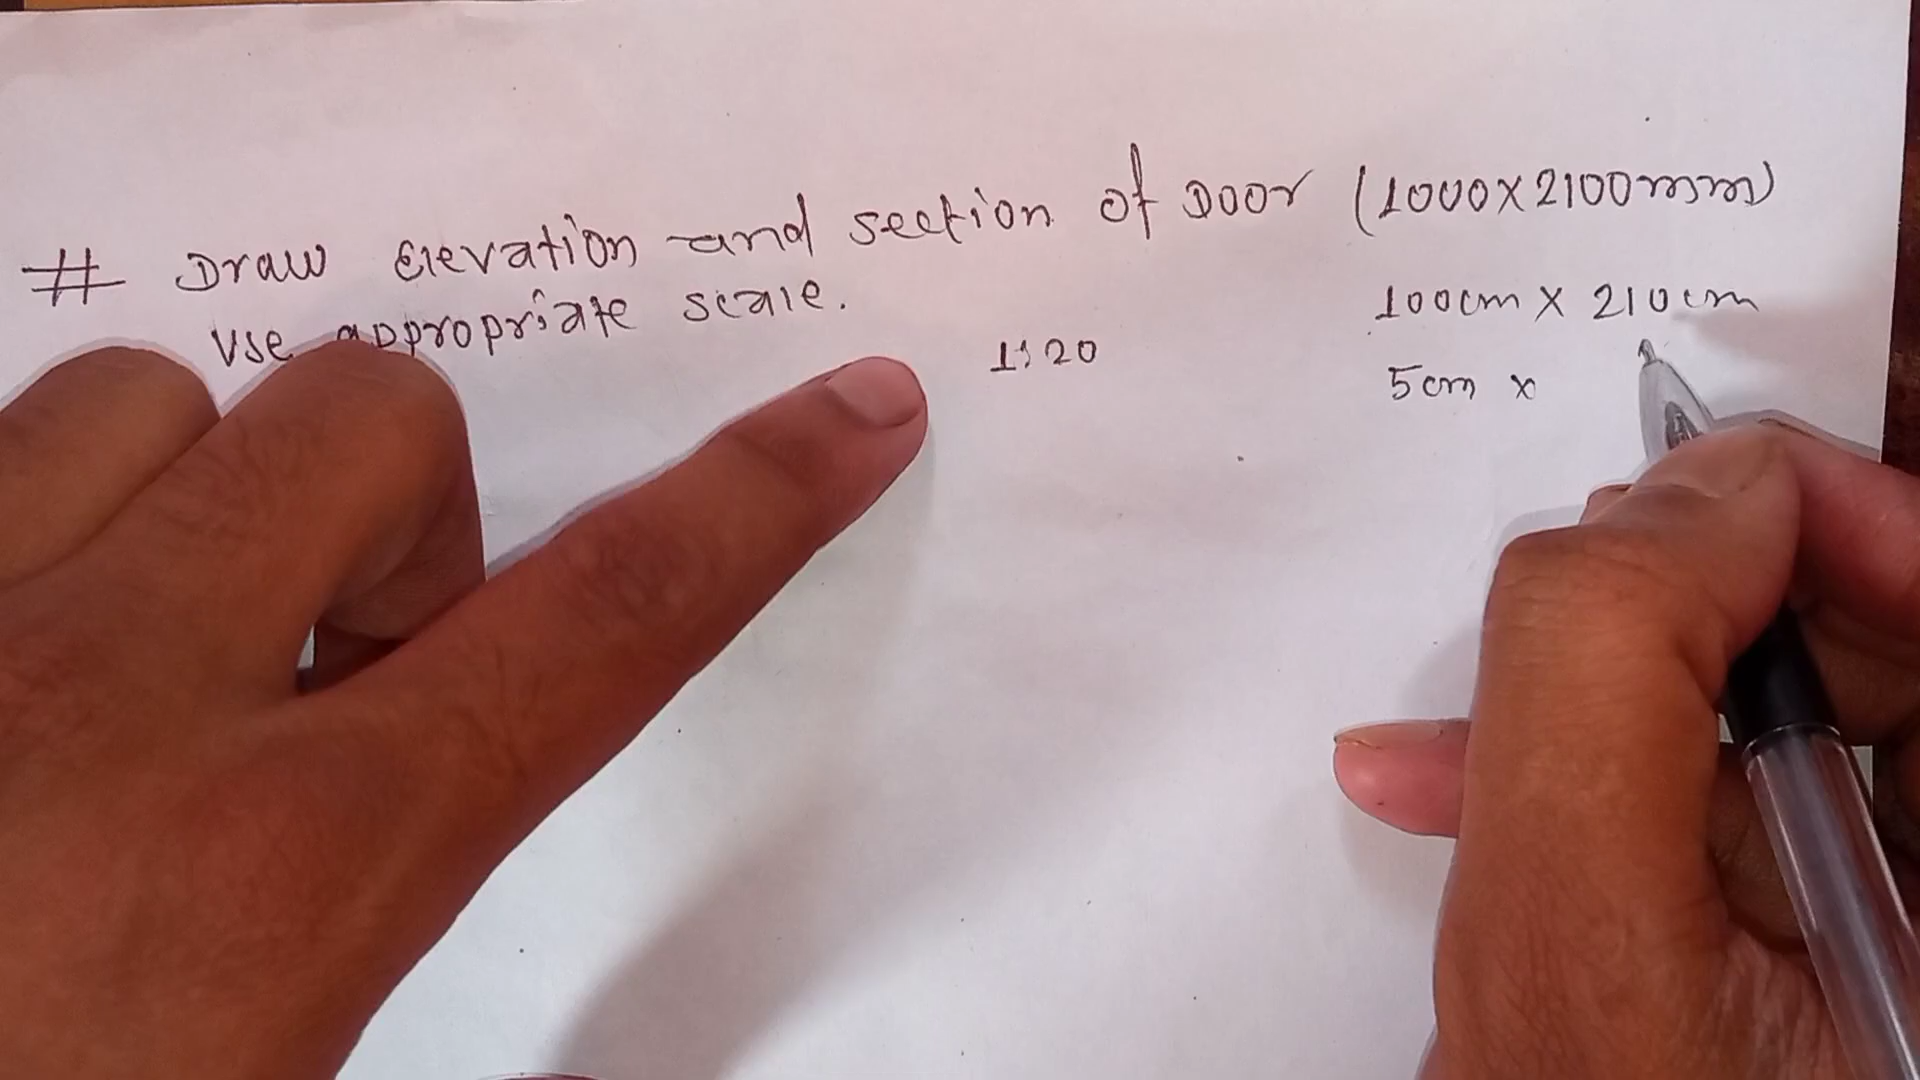 # Draw Elevation and section of Door (1000X2100mm)
Use appropriate scale.
1:20
100cm X 210cm
5cm x